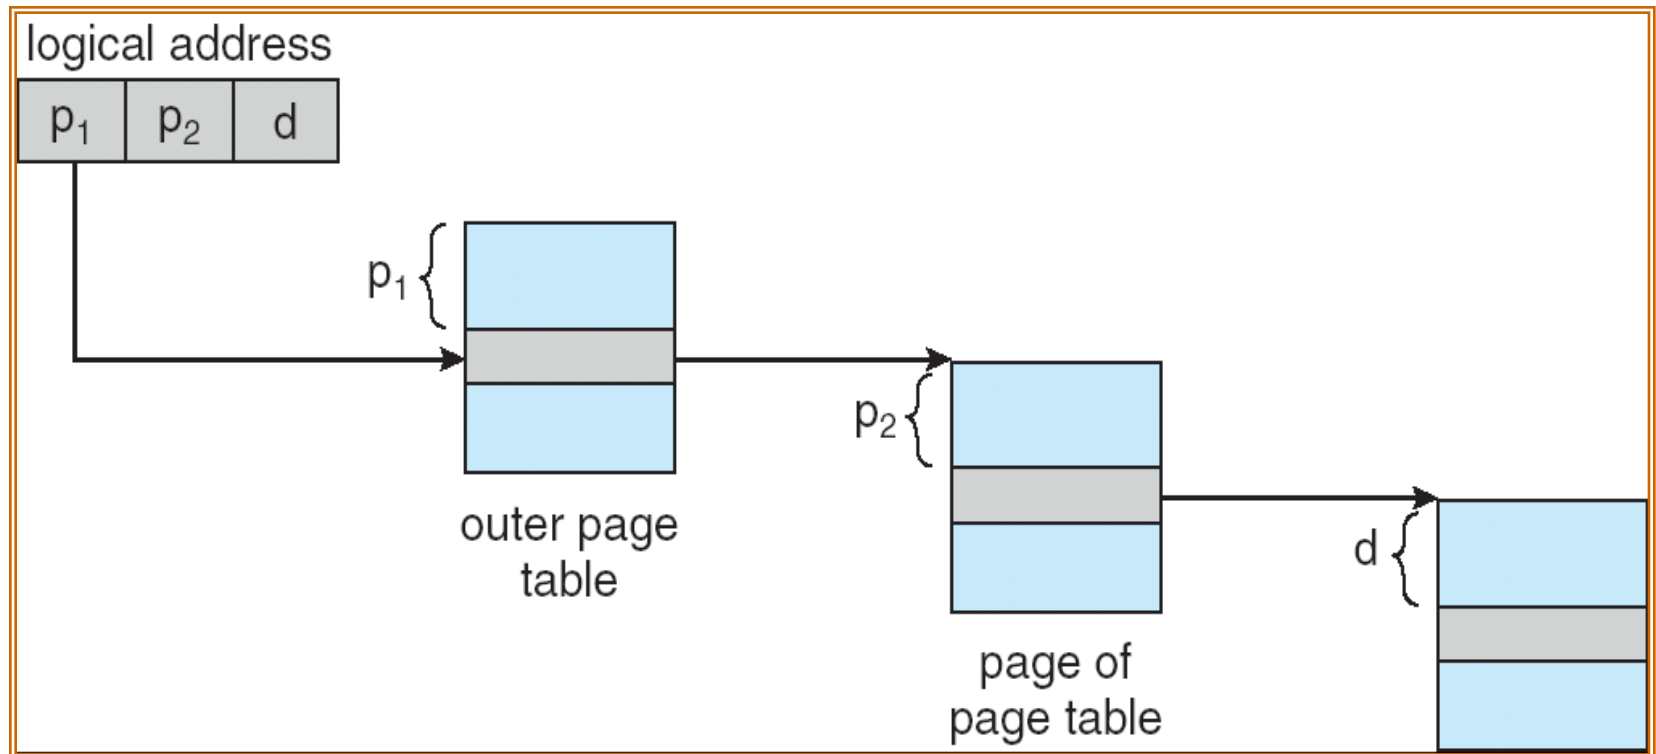 logical address
p₁ p₂ d
p₁
outer page
table
p₂
page of
page table
d